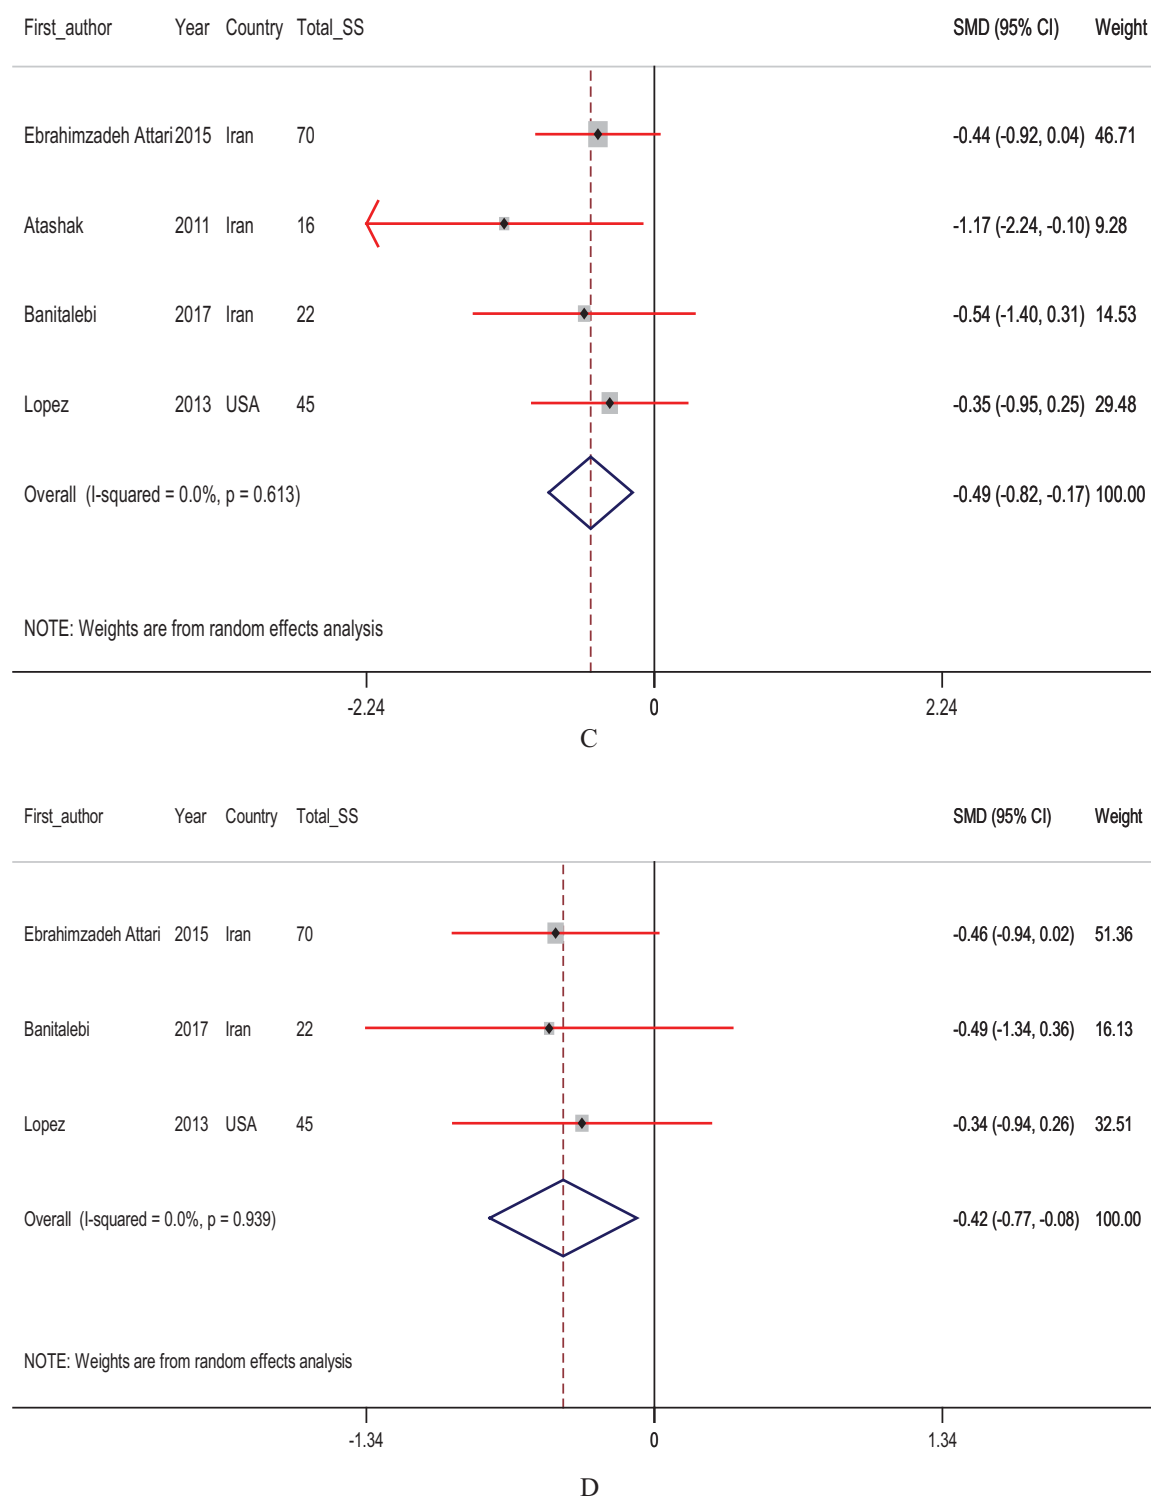 First_author Year Country Total_SS SMD (95% CI) Weight
Ebrahimzadeh Attari 2015 Iran 70 -0.44 (-0.92, 0.04) 46.71
Atashak 2011 Iran 16 -1.17 (-2.24, -0.10) 9.28
Banitalebi 2017 Iran 22 -0.54 (-1.40, 0.31) 14.53
Lopez 2013 USA 45 -0.35 (-0.95, 0.25) 29.48
Overall (I-squared = 0.0%, p = 0.613) -0.49 (-0.82, -0.17) 100.00
NOTE: Weights are from random effects analysis
-2.24 0 2.24
C
First_author Year Country Total_SS SMD (95% CI) Weight
Ebrahimzadeh Attari 2015 Iran 70 -0.46 (-0.94, 0.02) 51.36
Banitalebi 2017 Iran 22 -0.49 (-1.34, 0.36) 16.13
Lopez 2013 USA 45 -0.34 (-0.94, 0.26) 32.51
Overall (I-squared = 0.0%, p = 0.939) -0.42 (-0.77, -0.08) 100.00
NOTE: Weights are from random effects analysis
-1.34 0 1.34
D